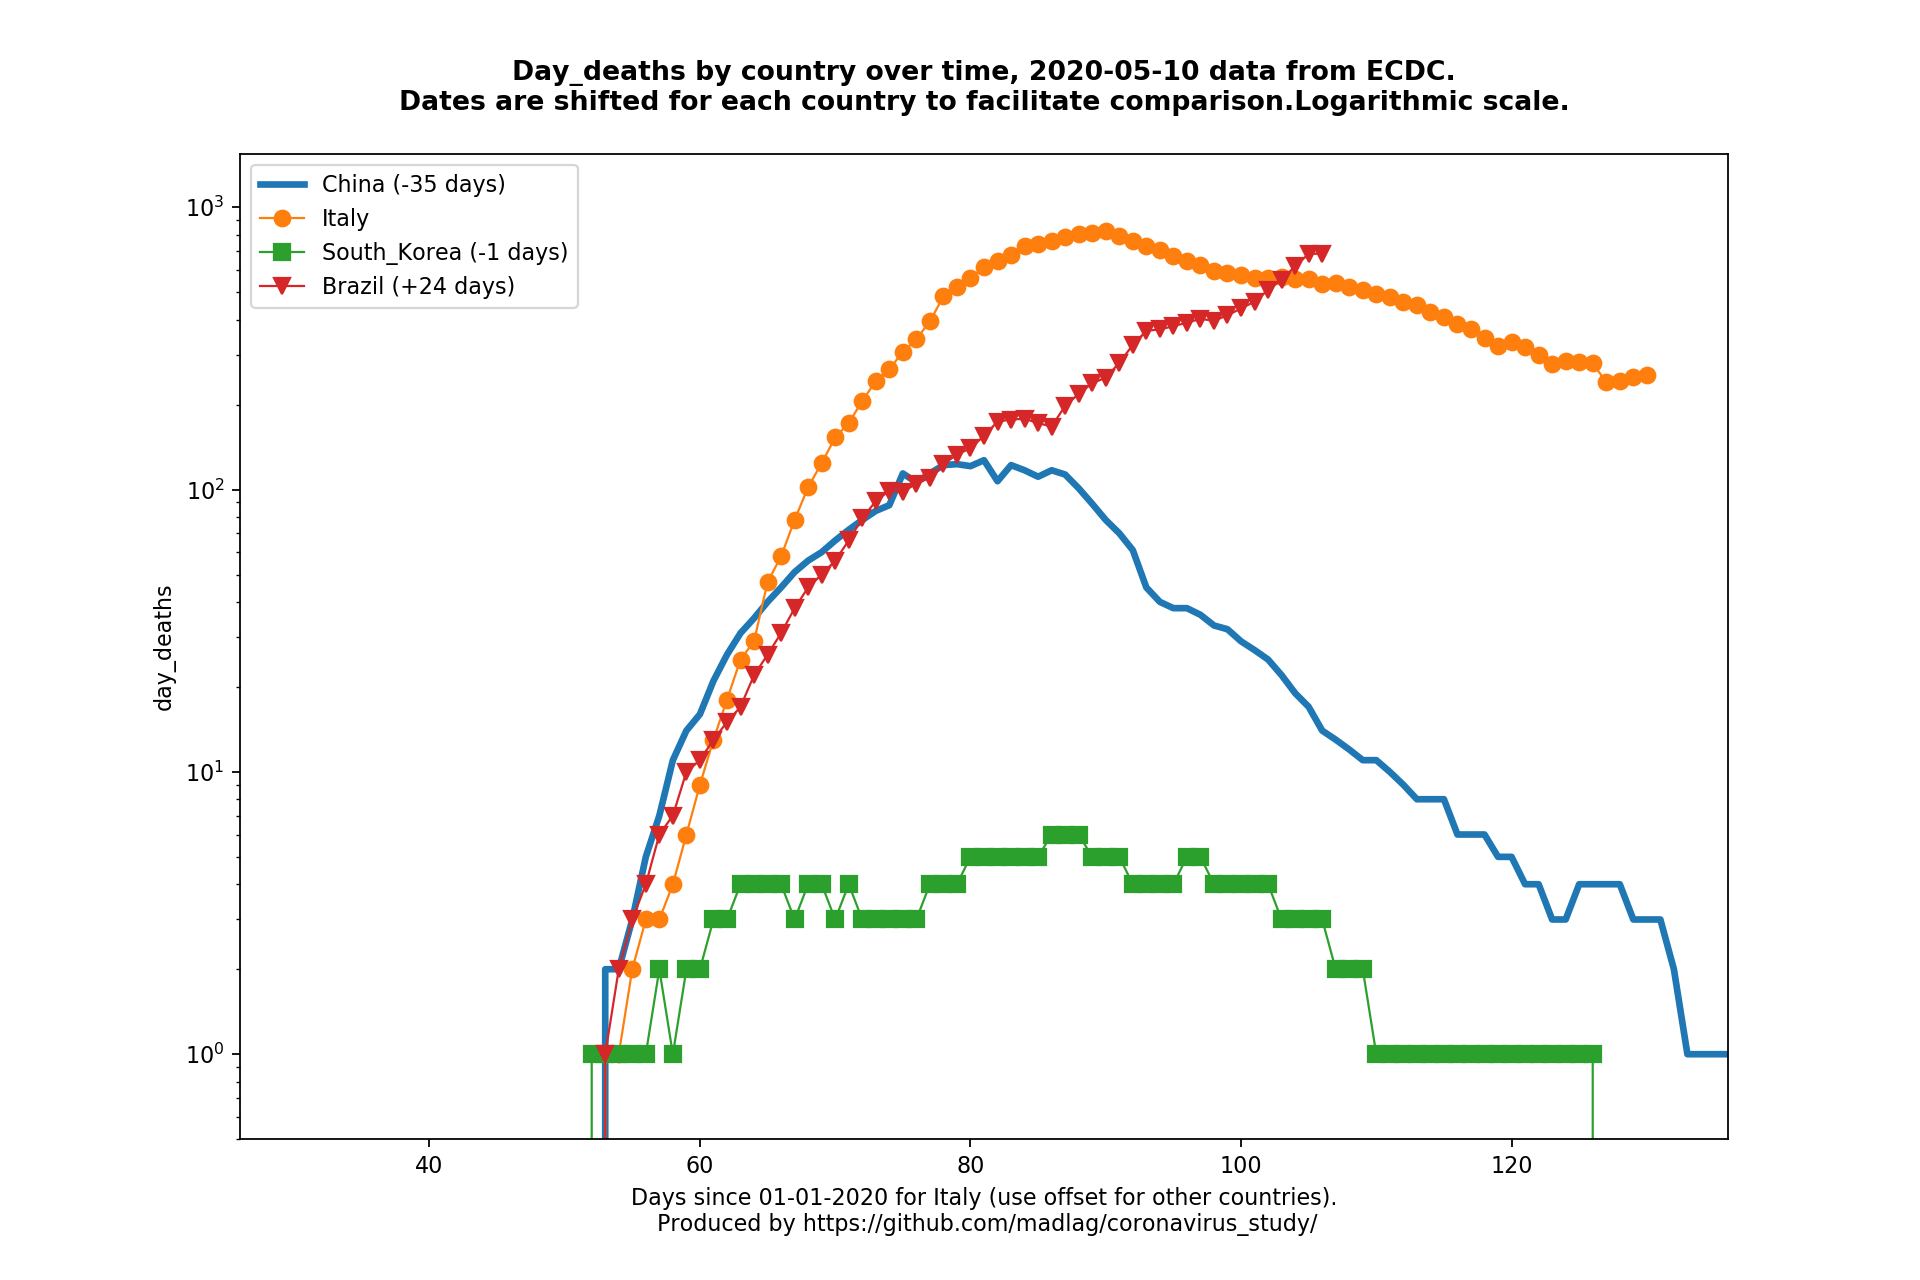 Day_deaths by country over time, 2020-05-10 data from ECDC.
Dates are shifted for each country to facilitate comparison.Logarithmic scale.
China (-35 days)
Italy
South_Korea (-1 days)
Brazil (+24 days)
10³
10²
10¹
10⁰
day_deaths
40 60 80 100 120
Days since 01-01-2020 for Italy (use offset for other countries).
Produced by https://github.com/madlag/coronavirus_study/